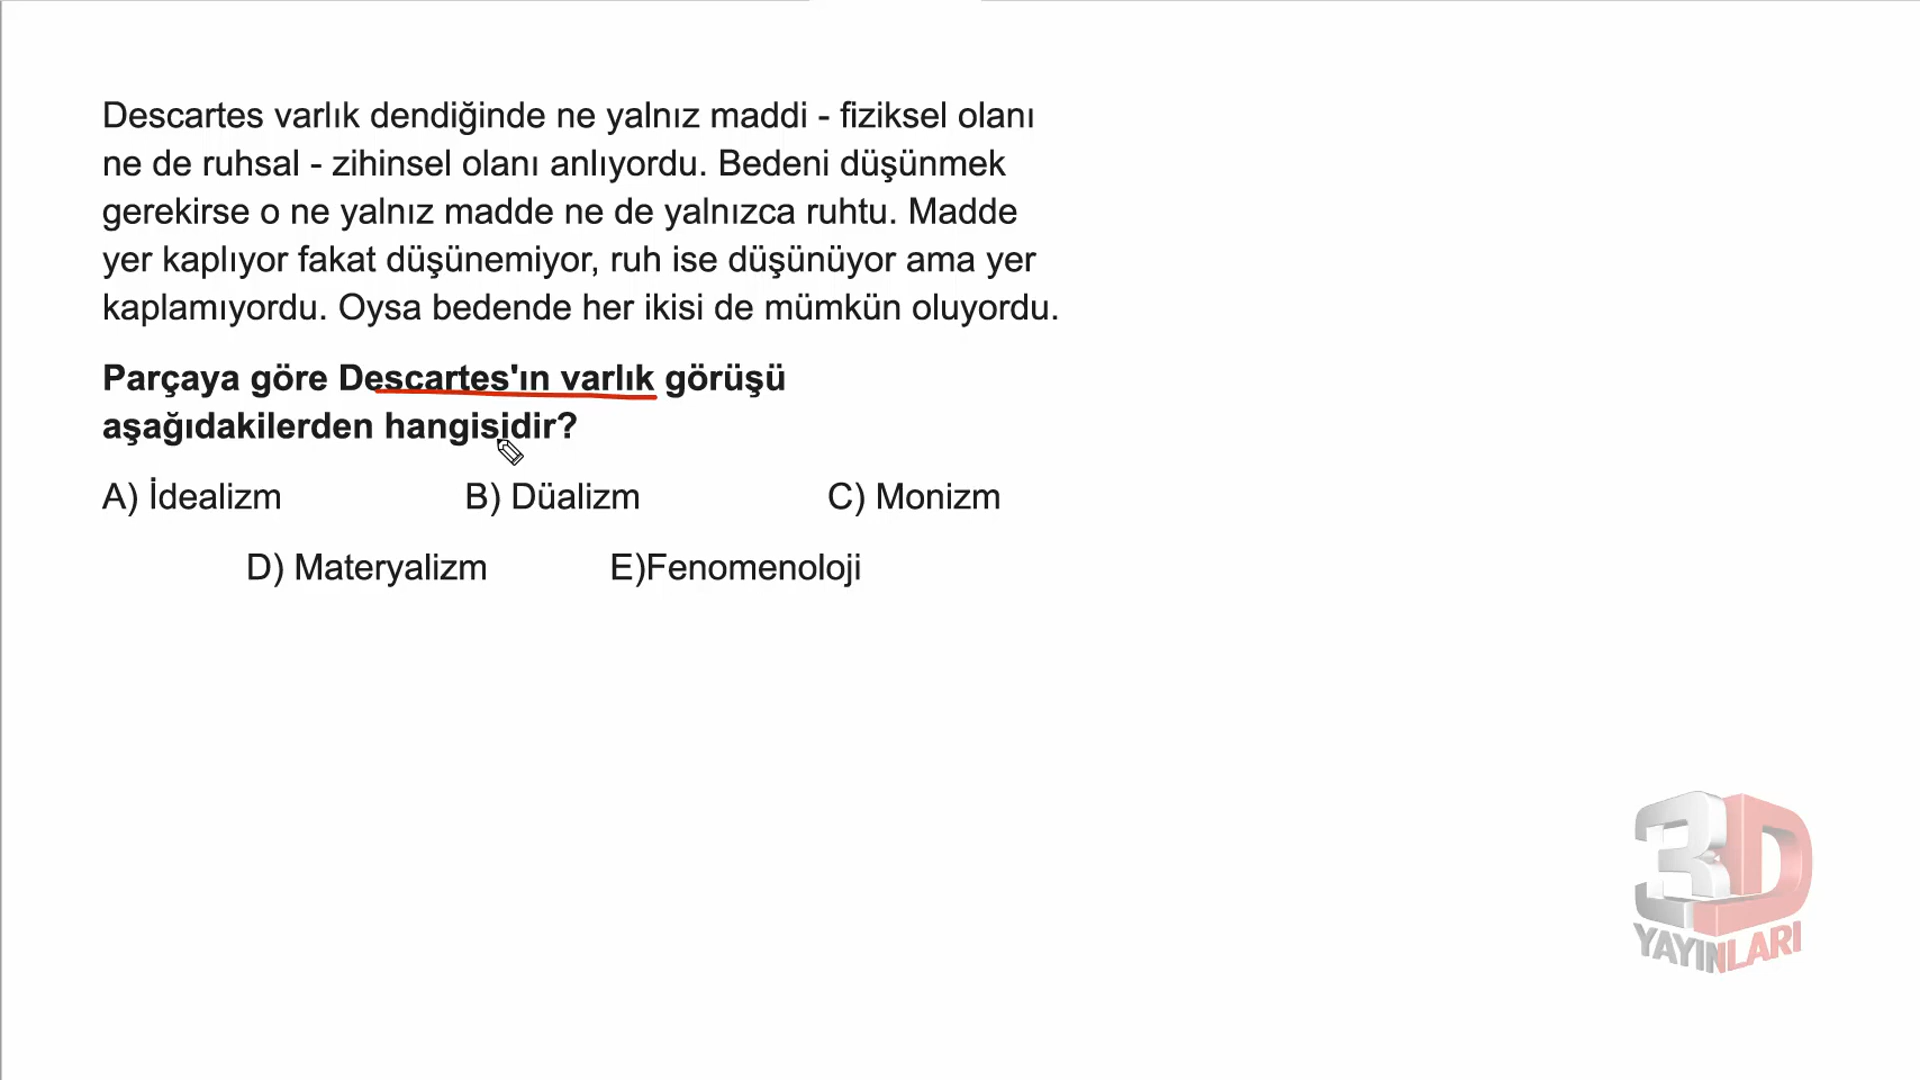 Descartes varlık dendiğinde ne yalnız maddi - fiziksel olanı
ne de ruhsal - zihinsel olanı anlıyordu. Bedeni düşünmek
gerekirse o ne yalnız madde ne de yalnızca ruhtu. Madde
yer kaplıyor fakat düşünemiyor, ruh ise düşünüyor ama yer
kaplamıyordu. Oysa bedende her ikisi de mümkün oluyordu.
Parçaya göre Descartes'ın varlık görüşü
aşağıdakilerden hangisidir?
A) İdealizm B) Düalizm C) Monizm
D) Materyalizm E)Fenomenoloji
3D
YAYINLARI